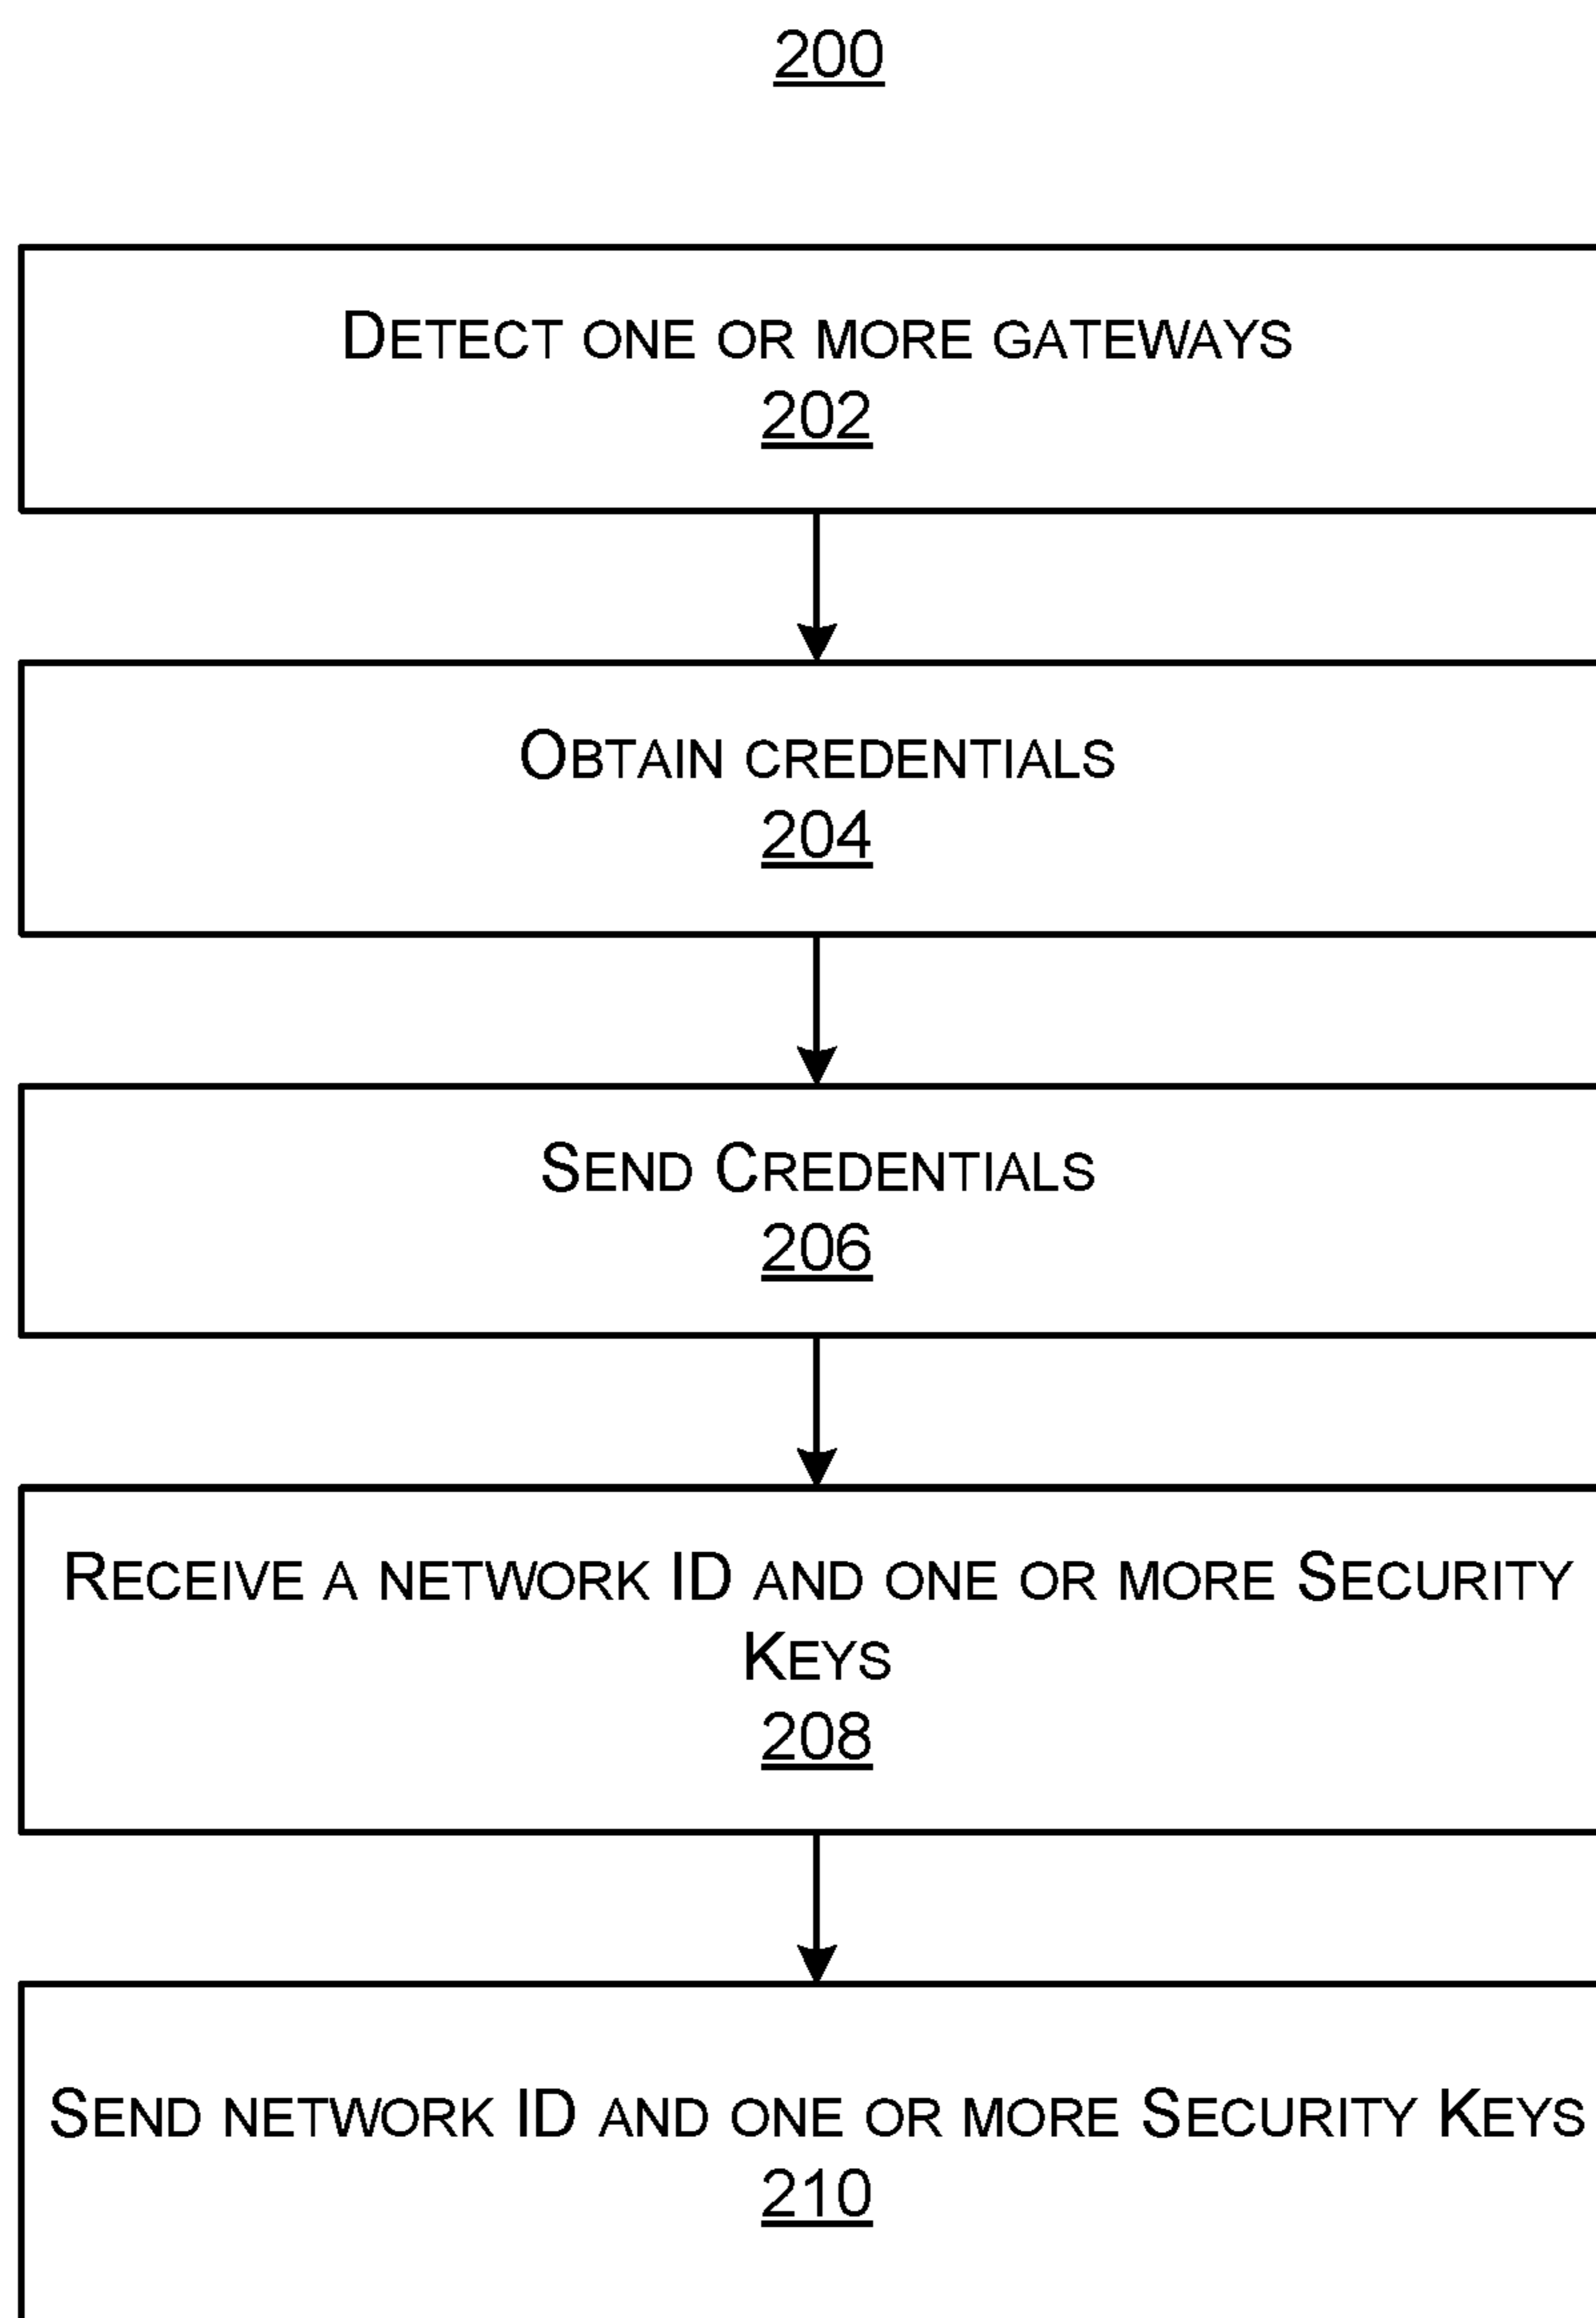 200
DETECT ONE OR MORE GATEWAYS
202
OBTAIN CREDENTIALS
204
SEND CREDENTIALS
206
RECEIVE A NETWORK ID AND ONE OR MORE SECURITY
KEYS
208
SEND NETWORK ID AND ONE OR MORE SECURITY KEYS
210